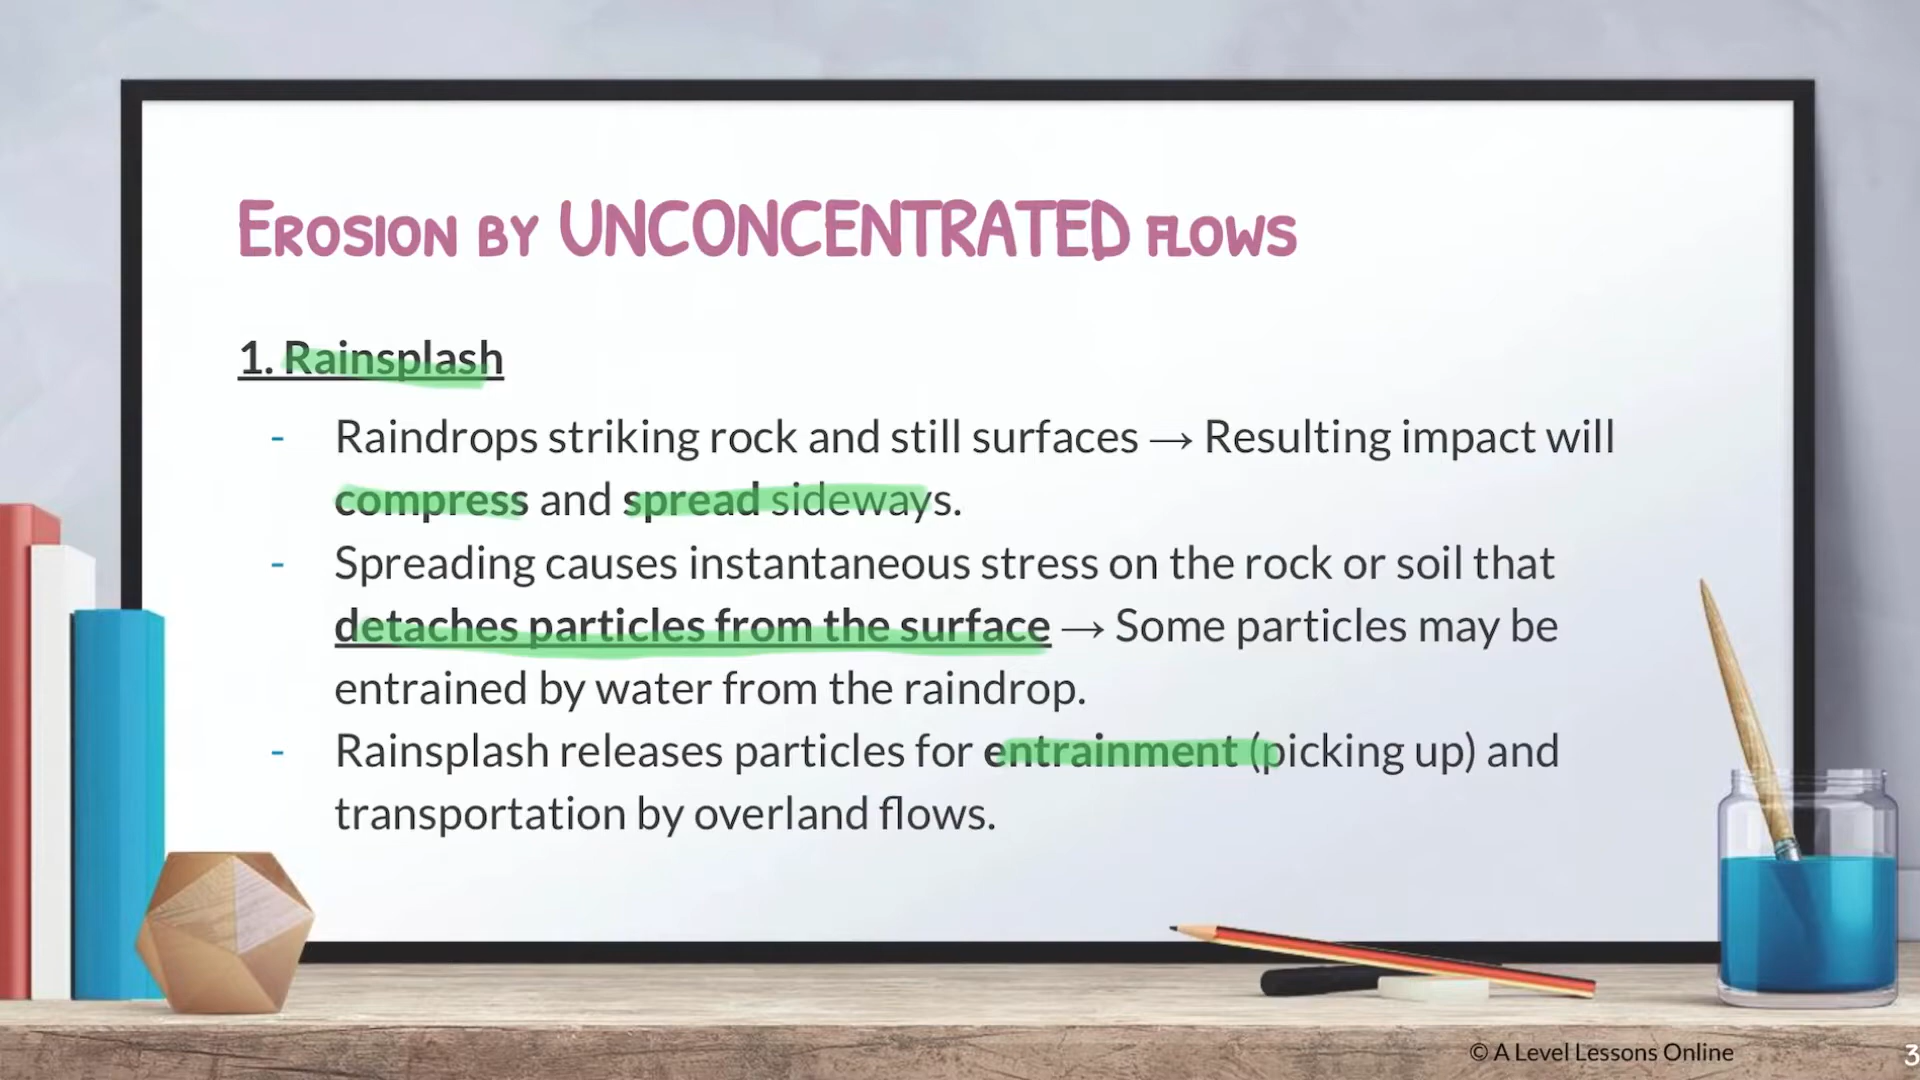 EROSION BY UNCONCENTRATED FLOWS
1. Rainsplash
- Raindrops striking rock and still surfaces → Resulting impact will
compress and spread sideways.
- Spreading causes instantaneous stress on the rock or soil that
detaches particles from the surface → Some particles may be
entrained by water from the raindrop.
- Rainsplash releases particles for entrainment (picking up) and
transportation by overland flows.
© A Level Lessons Online
3